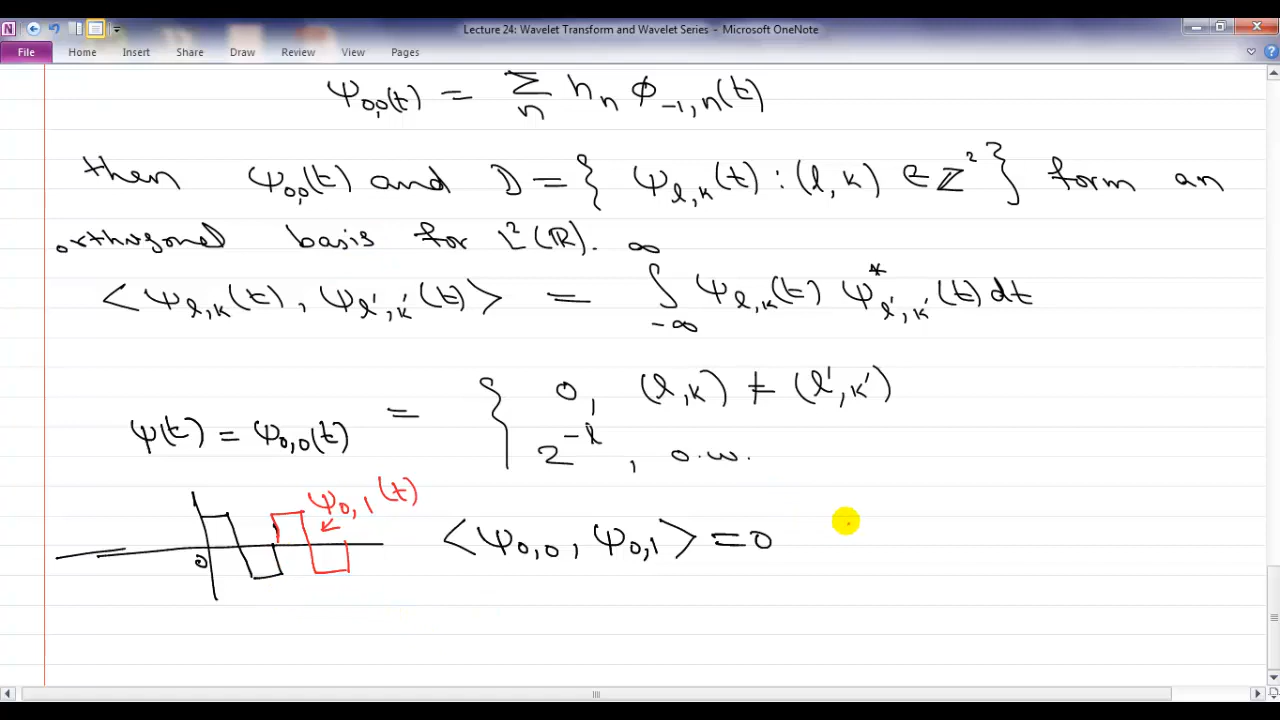 Lecture 24: Wavelet Transform and Wavelet Series - Microsoft OneNote
File Home Insert Share Draw Review View Pages
Ψ0,0(t) = Σn hn ϕ-1,n(t)
then Ψ0,0(t) and D = { Ψl,k(t) : (l, k) ∈ ℤ² } form an
orthogonal basis for L²(ℝ).
< Ψl,k(t), Ψl',k'(t) > = ∫_{-∞}^{∞} Ψl,k(t) Ψ*l',k'(t) dt
= { 0, (l,k) ≠ (l',k')
2^-l, o.w.
Ψ(t) = Ψ0,0(t)
Ψ0,1(t)
0
< Ψ0,0, Ψ0,1 > = 0